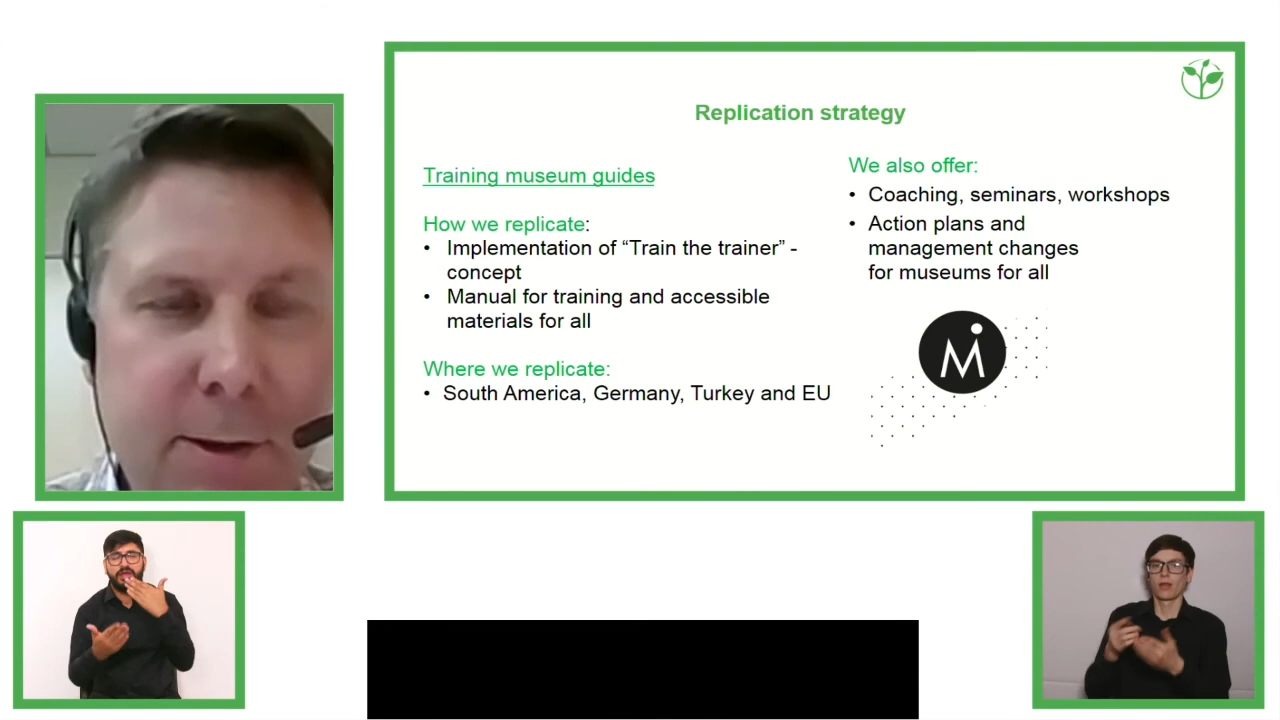 Replication strategy
Training museum guides
How we replicate:
• Implementation of “Train the trainer” -
concept
• Manual for training and accessible
materials for all
Where we replicate:
• South America, Germany, Turkey and EU
We also offer:
• Coaching, seminars, workshops
• Action plans and
management changes
for museums for all
M